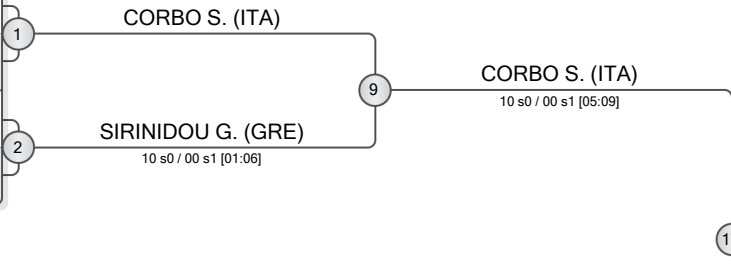 CORBO S. (ITA)
1
9
CORBO S. (ITA)
10 s0 / 00 s1 [05:09]
SIRINIDOU G. (GRE)
2
10 s0 / 00 s1 [01:06]